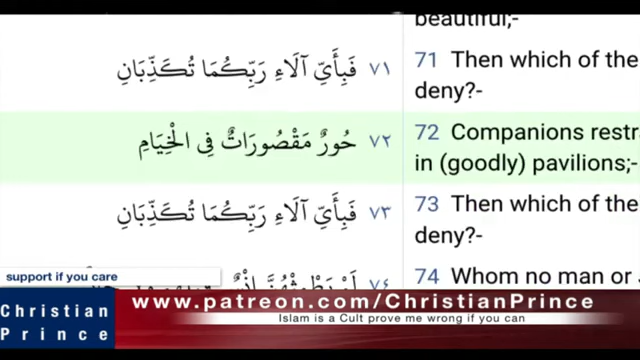 beautiful;-
فَبِأَيِّ آلَاءِ رَبِّكُمَا تُكَذِّبَانِ ٧١
71 Then which of the
deny?-
حُورٌ مَقْصُورَاتٌ فِي الْخِيَامِ ٧٢
72 Companions restr
in (goodly) pavilions;-
فَبِأَيِّ آلَاءِ رَبِّكُمَا تُكَذِّبَانِ ٧٣
73 Then which of the
deny?-
لَمْ يَطْمِثْهُنَّ إِنْسٌ ٧٤
74 Whom no man or
support if you care
Christian
Prince
www.patreon.com/ChristianPrince
Islam is a Cult prove me wrong if you can